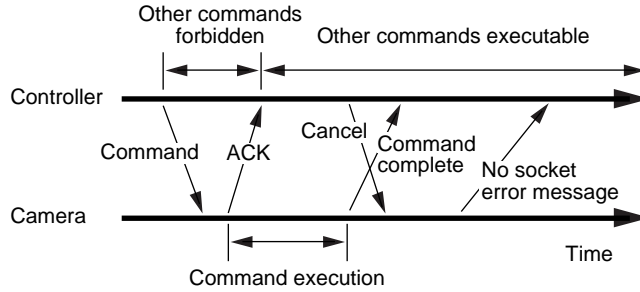 Other commands
forbidden
Other commands executable
Controller
Command
ACK
Cancel
Command
complete
No socket
error message
Camera
Time
Command execution